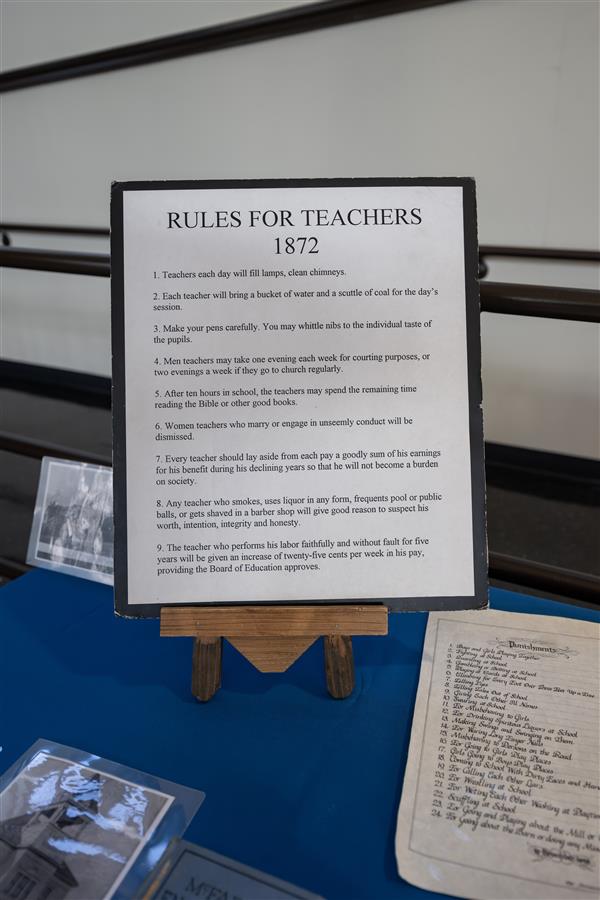 RULES FOR TEACHERS
1872
1. Teachers each day will fill lamps, clean chimneys.
2. Each teacher will bring a bucket of water and a scuttle of coal for the day's
session.
3. Make your pens carefully. You may whittle nibs to the individual taste of
the pupils.
4. Men teachers may take one evening each week for courting purposes, or
two evenings a week if they go to church regularly.
5. After ten hours in school, the teachers may spend the remaining time
reading the Bible or other good books.
6. Women teachers who marry or engage in unseemly conduct will be
dismissed.
7. Every teacher should lay aside from each pay a goodly sum of his earnings
for his benefit during his declining years so that he will not become a burden
on society.
8. Any teacher who smokes, uses liquor in any form, frequents pool or public
balls, or gets shaved in a barber shop will give good reason to suspect his
worth, intention, integrity and honesty.
9. The teacher who performs his labor faithfully and without fault for five
years will be given an increase of twenty-five cents per week in his pay,
providing the Board of Education approves.
Punishments
1. Boys and Girls Playing Together
2. Fighting at School
3. Quarreling at School
4. Gambling or Betting at School
5. Playing at Cards at School
6. Climbing for Every Foot Over Three Feet Up a Tree
7. Telling Lies
8. Telling Tales Out of School
9. Giving Each Other Ill Names
10. Swearing at School
11. For Misbehaving to Girls
12. For Drinking Spirituous Liquors at School
13. Making Swings and Swinging on Them
14. For Waring Long Finger Nails
15. Misbehaving to Persons on the Road
16. For Going to Girls Play Places
17. Girls Going to Boys Play Places
18. Coming to School With Dirty Faces and Han
19. For Calling Each Other Liars
20. For Wrestling at School
21. For Weting Each Other Washing at Playtim
22. Scuffling at School
23. For Going and Playing about the Mill or
24. For Going about the Barn or doing any Mis